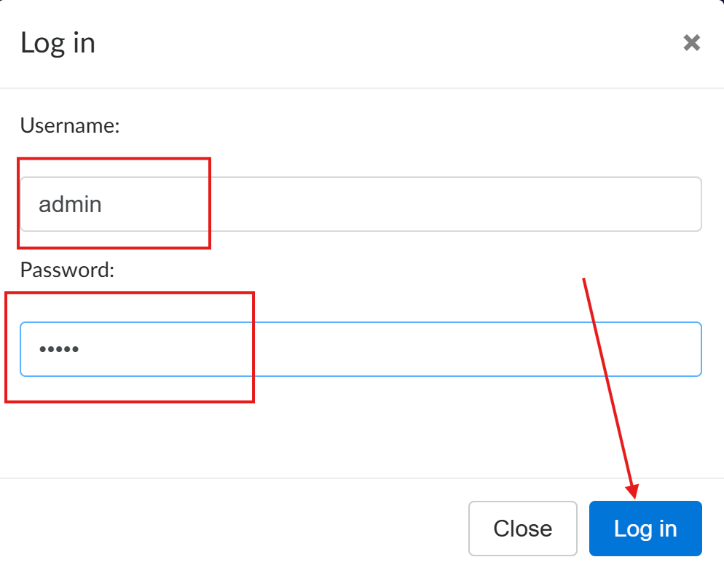 Log in
Username:
admin
Password:
•••••
Close
Log in